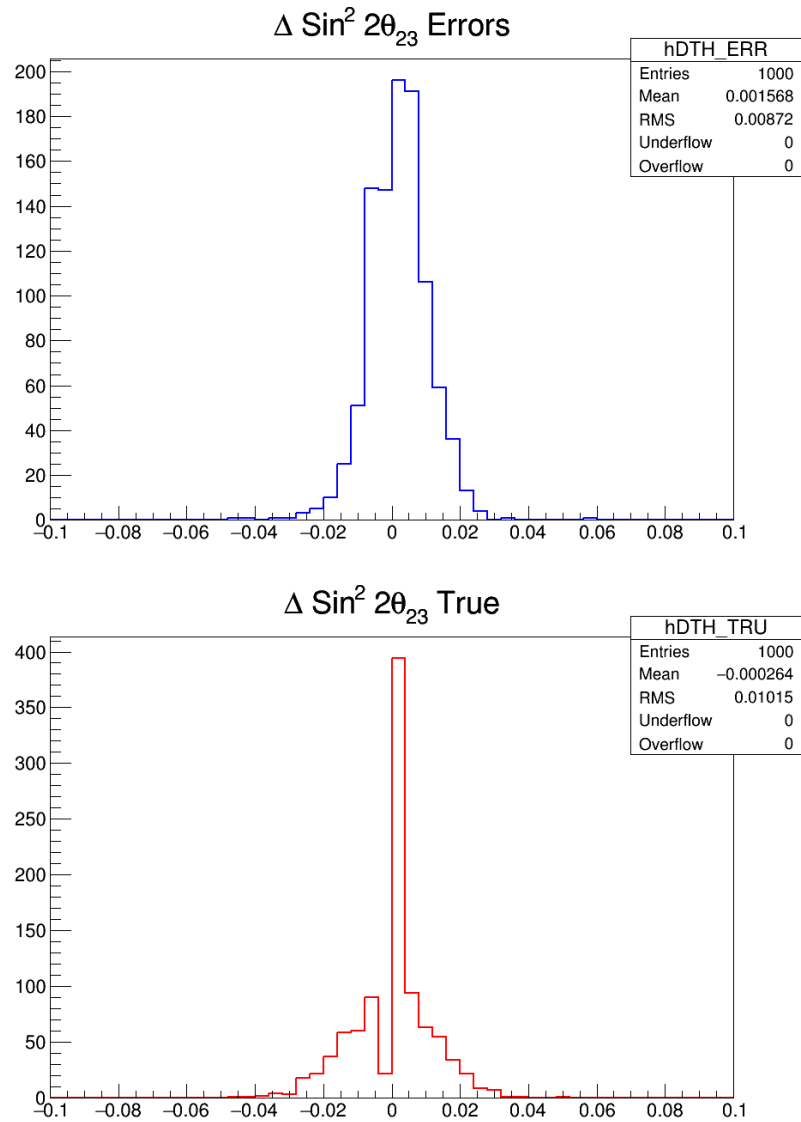 Δ Sin² 2θ₂₃ Errors
hDTH_ERR
Entries 1000
Mean 0.001568
RMS 0.00872
Underflow 0
Overflow 0
200
180
160
140
120
100
80
60
40
20
0
−0.1 −0.08 −0.06 −0.04 −0.02 0 0.02 0.04 0.06 0.08 0.1
Δ Sin² 2θ₂₃ True
hDTH_TRU
Entries 1000
Mean −0.000264
RMS 0.01015
Underflow 0
Overflow 0
400
350
300
250
200
150
100
50
0
−0.1 −0.08 −0.06 −0.04 −0.02 0 0.02 0.04 0.06 0.08 0.1